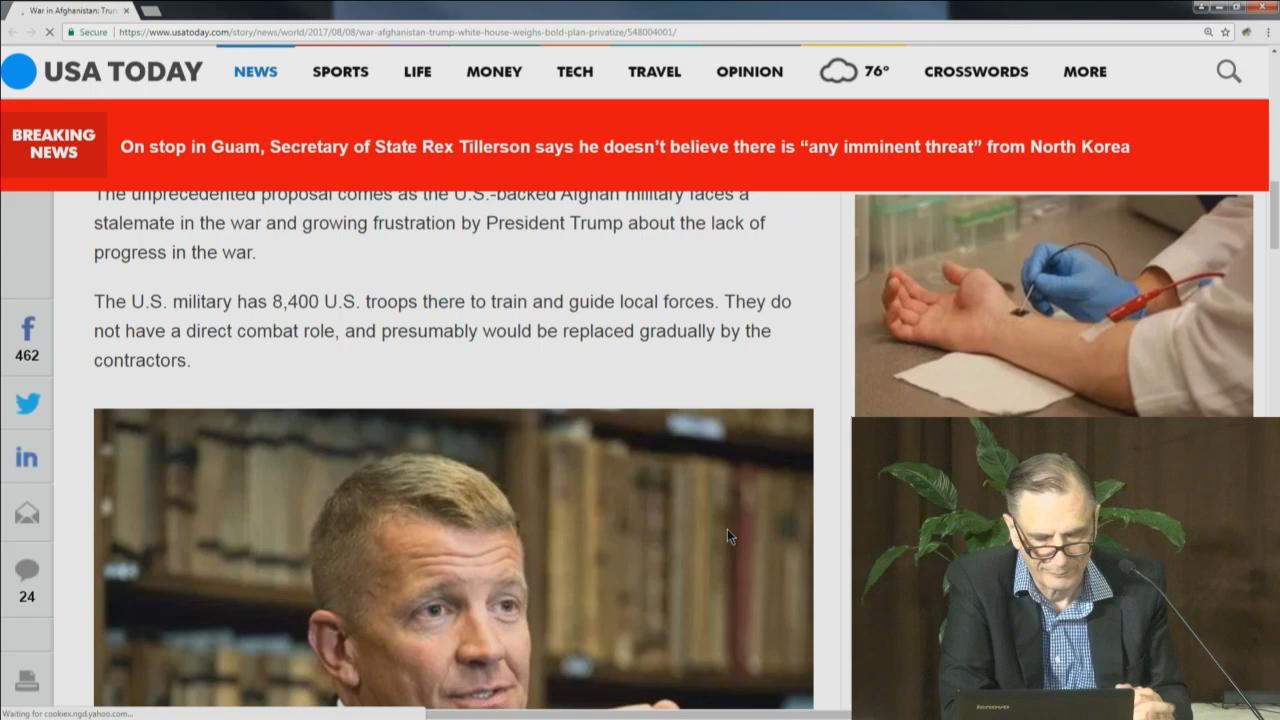 War in Afghanistan: Trum
Secure
https://www.usatoday.com/story/news/world/2017/08/08/war-afghanistan-trump-white-house-weighs-bold-plan-privatize/548004001/
USA TODAY
NEWS
SPORTS
LIFE
MONEY
TECH
TRAVEL
OPINION
76°
CROSSWORDS
MORE
BREAKING
NEWS
On stop in Guam, Secretary of State Rex Tillerson says he doesn't believe there is “any imminent threat” from North Korea
The unprecedented proposal comes as the U.S.-backed Afghan military faces a
stalemate in the war and growing frustration by President Trump about the lack of
progress in the war.
The U.S. military has 8,400 U.S. troops there to train and guide local forces. They do
not have a direct combat role, and presumably would be replaced gradually by the
contractors.
462
24
Waiting for cookiex.ngd.yahoo.com...
lenovo